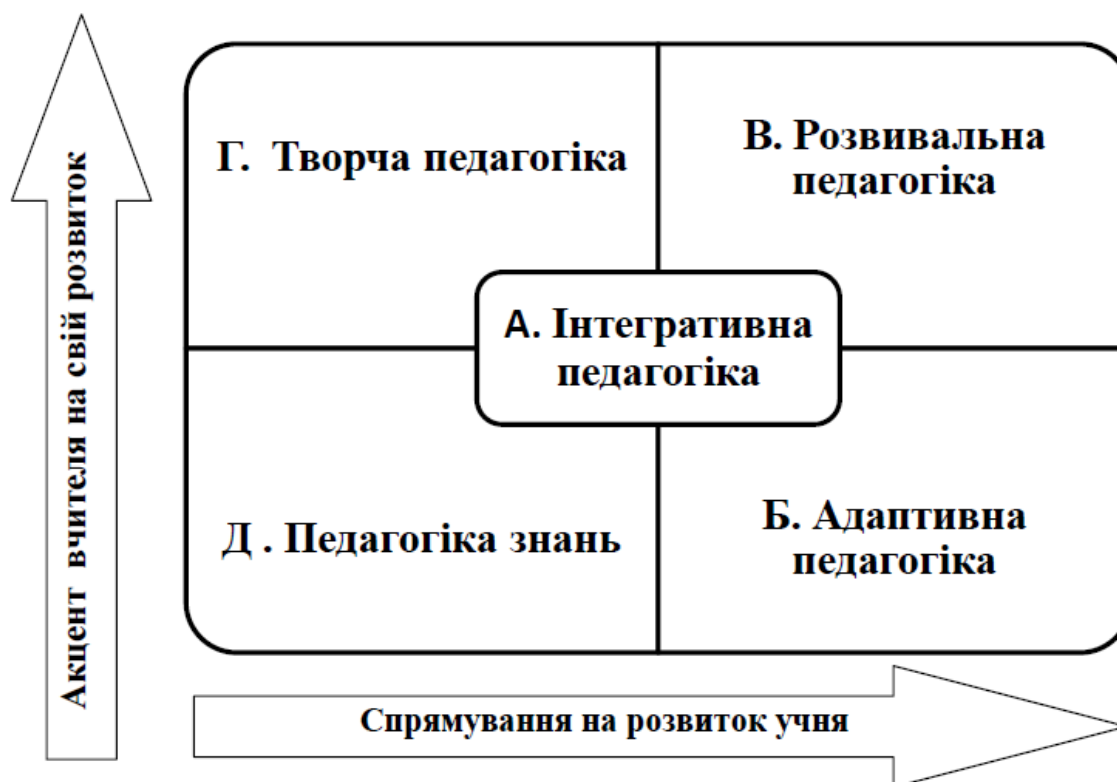 Акцент вчителя на свій розвиток
Г. Творча педагогіка
В. Розвивальна
педагогіка
А. Інтегративна
педагогіка
Д . Педагогіка знань
Б. Адаптивна
педагогіка
Спрямування на розвиток учня